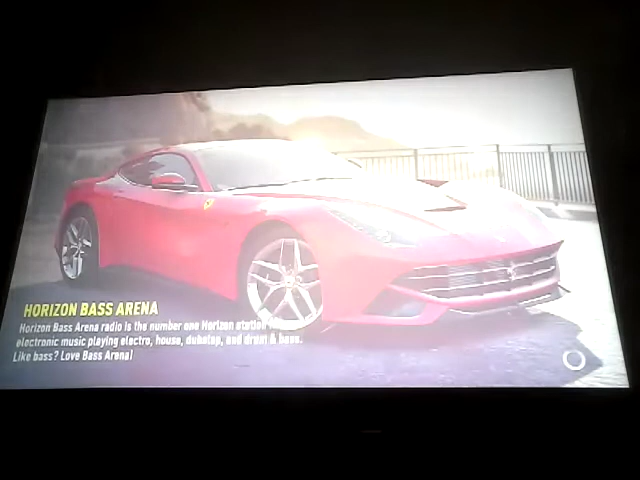 HORIZON BASS ARENA
Horizon Bass Arena radio is the number one Horizon station for
electronic music playing electro, house, dubstep, and drum & bass.
Like bass? Love Bass Arena!